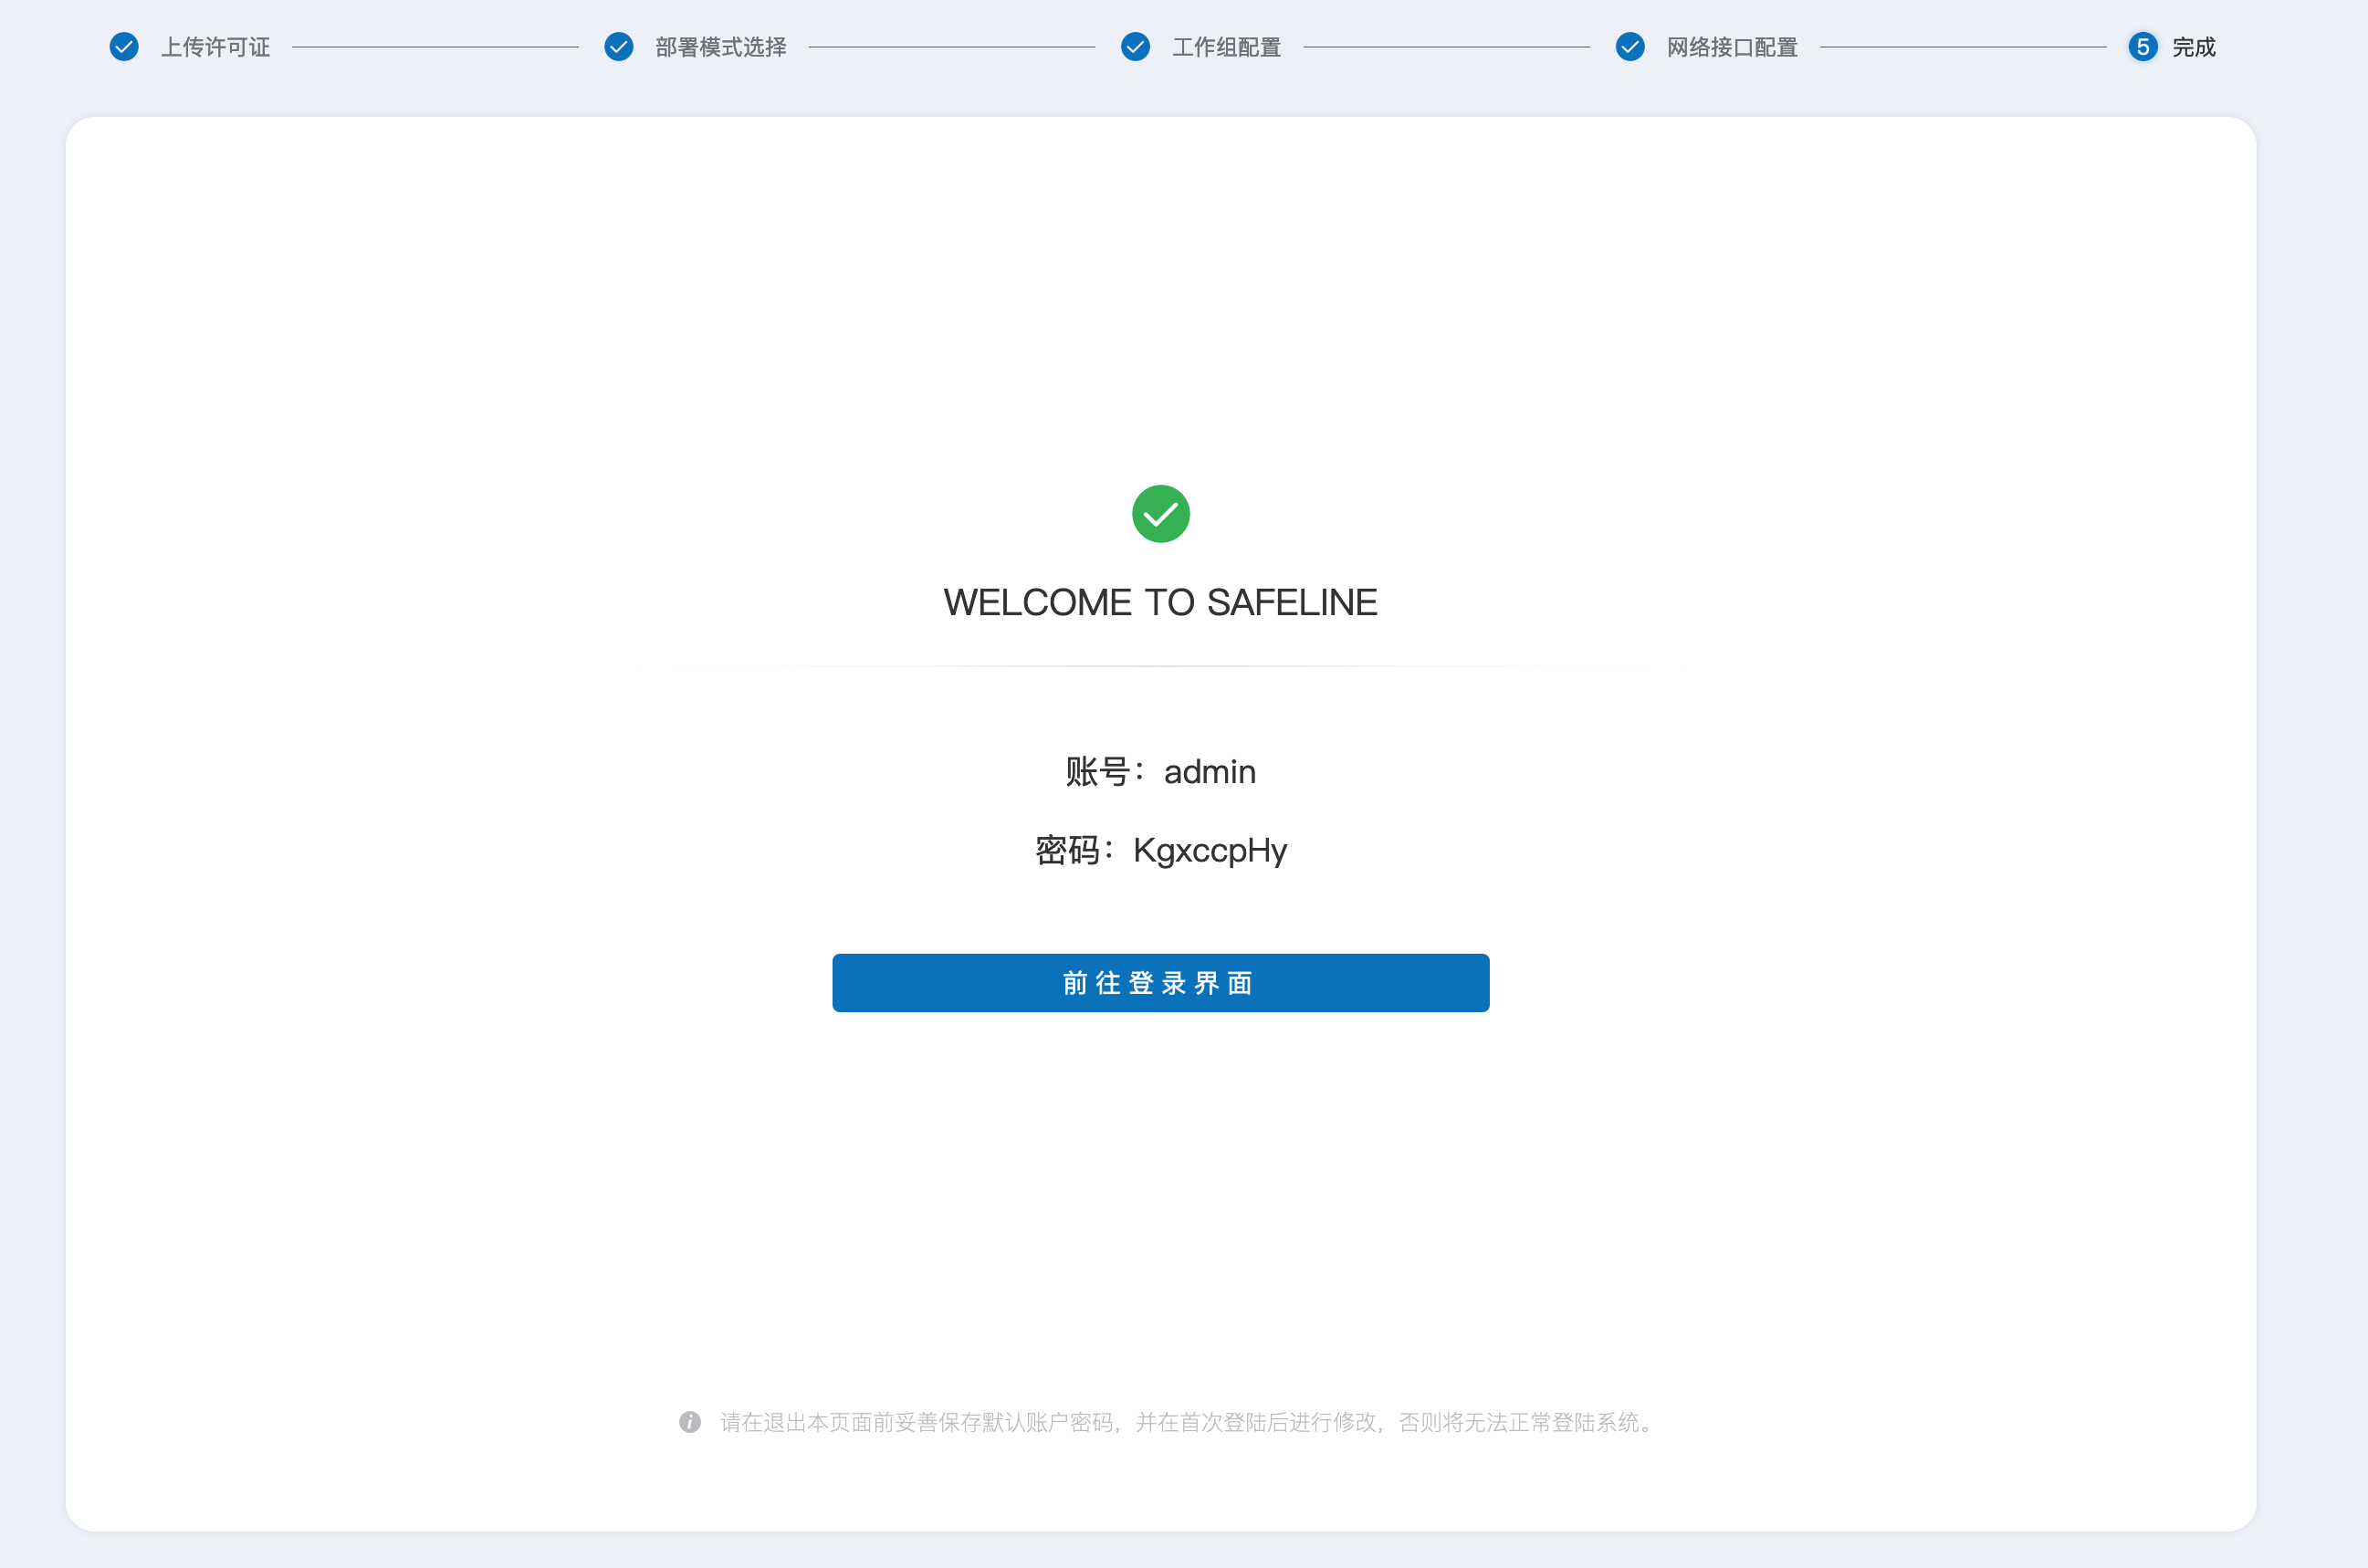 上传许可证
部署模式选择
工作组配置
网络接口配置
5 完成
WELCOME TO SAFELINE
账号：admin
密码：KgxccpHy
前往登录界面
请在退出本页面前妥善保存默认账户密码，并在首次登陆后进行修改，否则将无法正常登陆系统。